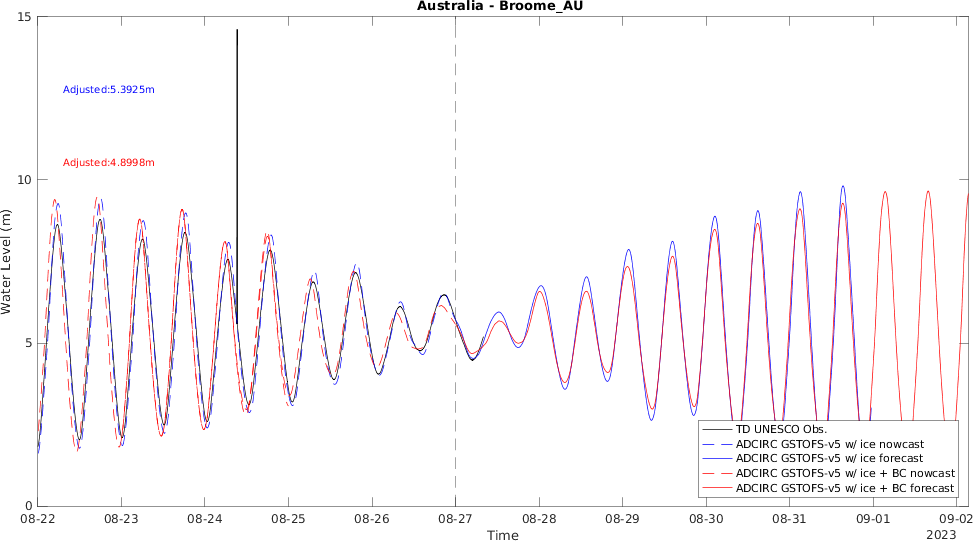 Australia - Broome_AU
15
Adjusted:5.3925m
Adjusted:4.8998m
10
Water Level (m)
5
TD UNESCO Obs.
ADCIRC GSTOFS-v5 w/ ice nowcast
ADCIRC GSTOFS-v5 w/ ice forecast
ADCIRC GSTOFS-v5 w/ ice + BC nowcast
ADCIRC GSTOFS-v5 w/ ice + BC forecast
0
08-22 08-23 08-24 08-25 08-26 08-27 08-28 08-29 08-30 08-31 09-01 09-02
Time
2023